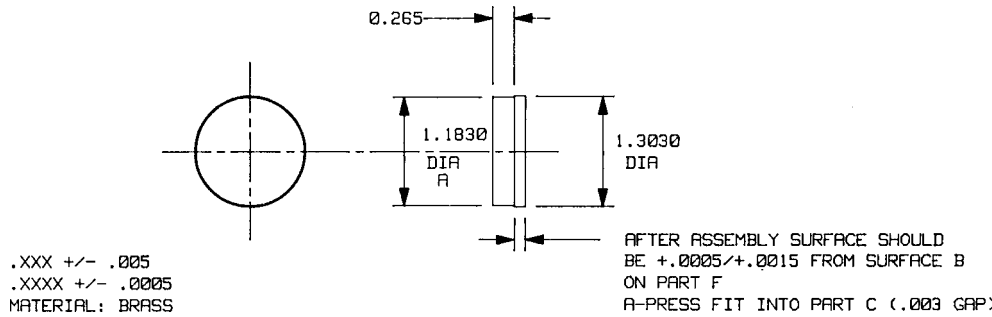 0.265
1.1830
DIA
A
1.3030
DIA
.XXX +/- .005
.XXXX +/- .0005
MATERIAL: BRASS
AFTER ASSEMBLY SURFACE SHOULD
BE +.0005/+.0015 FROM SURFACE B
ON PART F
A-PRESS FIT INTO PART C (.003 GAP)